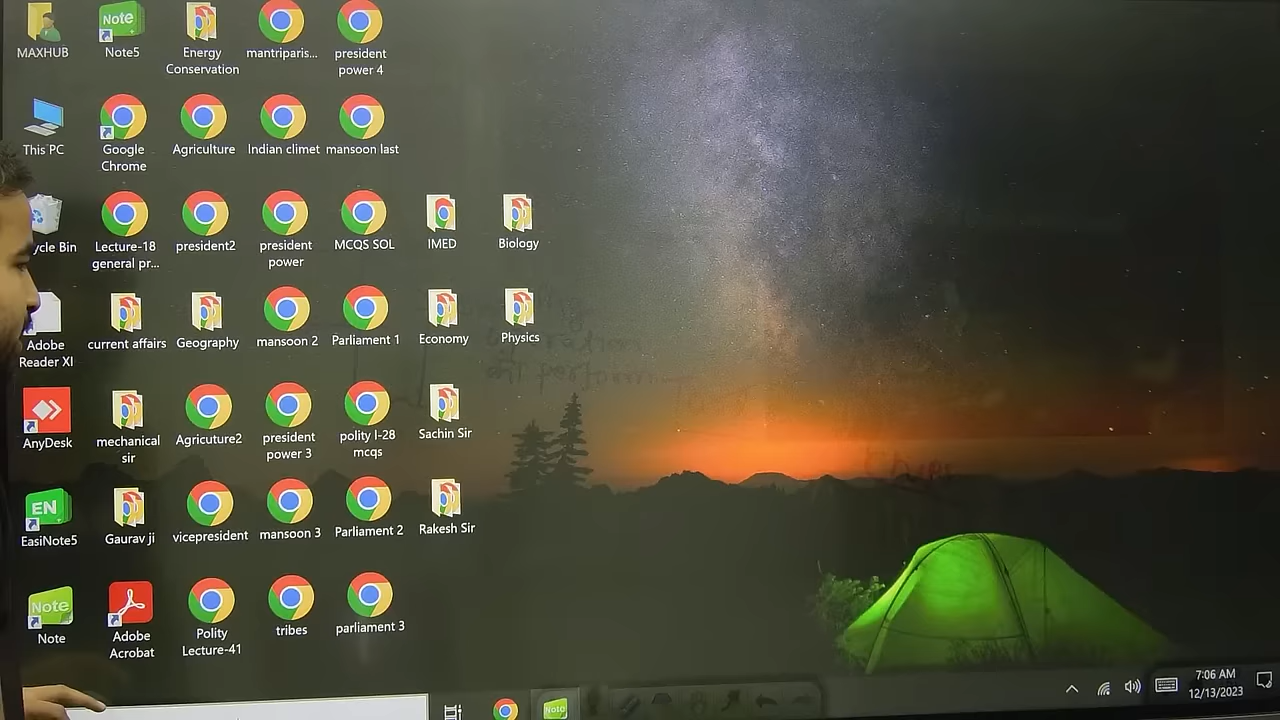 MAXHUB
Note
Note5
Energy
Conservation
mantriparis...
president
power 4
This PC
Google
Chrome
Agriculture
Indian climet
mansoon last
ycle Bin
Lecture-18
general pr...
president2
president
power
MCQS SOL
IMED
Biology
Adobe
Reader XI
current affairs
Geography
mansoon 2
Parliament 1
Economy
Physics
AnyDesk
mechanical
sir
Agricuture2
president
power 3
polity l-28
mcqs
Sachin Sir
EN
EasiNote5
Gaurav ji
vicepresident
mansoon 3
Parliament 2
Rakesh Sir
Note
Note
Adobe
Acrobat
Polity
Lecture-41
tribes
parliament 3
Note
7:06 AM
12/13/2023